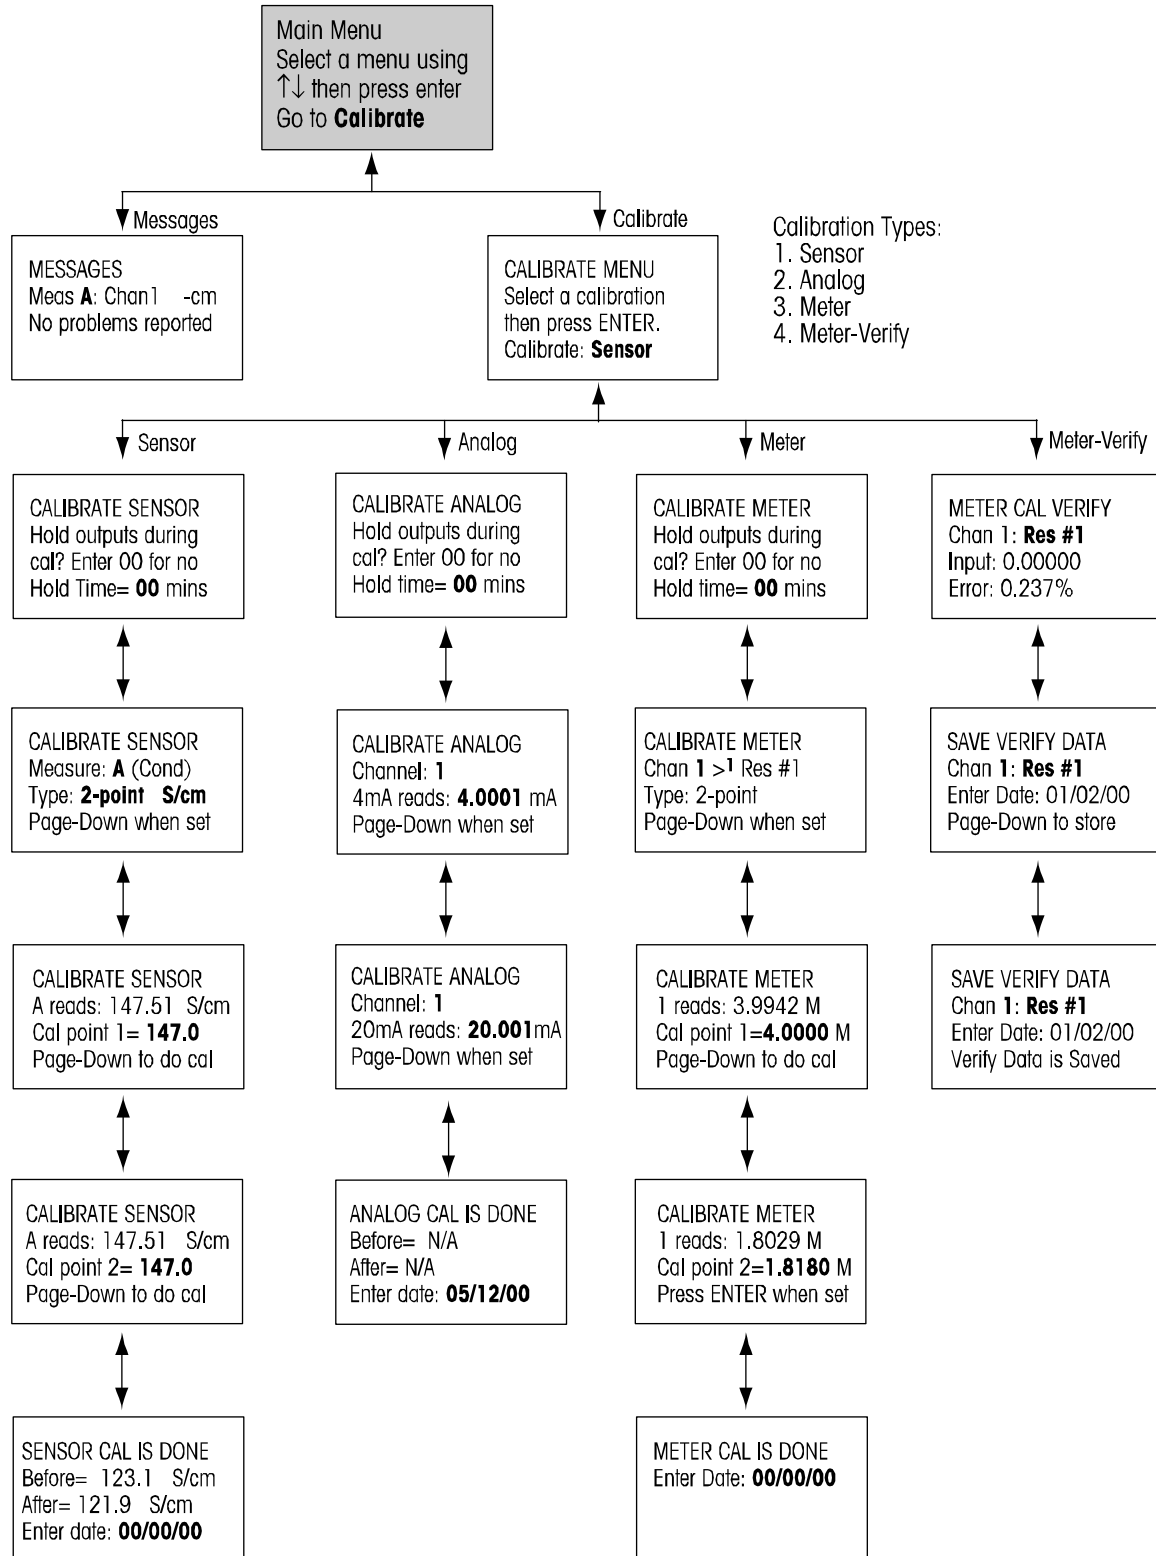 Main Menu
Select a menu using
↑↓ then press enter
Go to Calibrate
Messages
Calibrate
MESSAGES
Meas A: Chan1 -cm
No problems reported
CALIBRATE MENU
Select a calibration
then press ENTER.
Calibrate: Sensor
Calibration Types:
1. Sensor
2. Analog
3. Meter
4. Meter-Verify
Sensor
Analog
Meter
Meter-Verify
CALIBRATE SENSOR
Hold outputs during
cal? Enter 00 for no
Hold Time= 00 mins
CALIBRATE ANALOG
Hold outputs during
cal? Enter 00 for no
Hold time= 00 mins
CALIBRATE METER
Hold outputs during
cal? Enter 00 for no
Hold time= 00 mins
METER CAL VERIFY
Chan 1: Res #1
Input: 0.00000
Error: 0.237%
CALIBRATE SENSOR
Measure: A (Cond)
Type: 2-point S/cm
Page-Down when set
CALIBRATE ANALOG
Channel: 1
4mA reads: 4.0001 mA
Page-Down when set
CALIBRATE METER
Chan 1 >1 Res #1
Type: 2-point
Page-Down when set
SAVE VERIFY DATA
Chan 1: Res #1
Enter Date: 01/02/00
Page-Down to store
CALIBRATE SENSOR
A reads: 147.51 S/cm
Cal point 1= 147.0
Page-Down to do cal
CALIBRATE ANALOG
Channel: 1
20mA reads: 20.001mA
Page-Down when set
CALIBRATE METER
1 reads: 3.9942 M
Cal point 1=4.0000 M
Page-Down to do cal
SAVE VERIFY DATA
Chan 1: Res #1
Enter Date: 01/02/00
Verify Data is Saved
CALIBRATE SENSOR
A reads: 147.51 S/cm
Cal point 2= 147.0
Page-Down to do cal
ANALOG CAL IS DONE
Before= N/A
After= N/A
Enter date: 05/12/00
CALIBRATE METER
1 reads: 1.8029 M
Cal point 2=1.8180 M
Press ENTER when set
SENSOR CAL IS DONE
Before= 123.1 S/cm
After= 121.9 S/cm
Enter date: 00/00/00
METER CAL IS DONE
Enter Date: 00/00/00